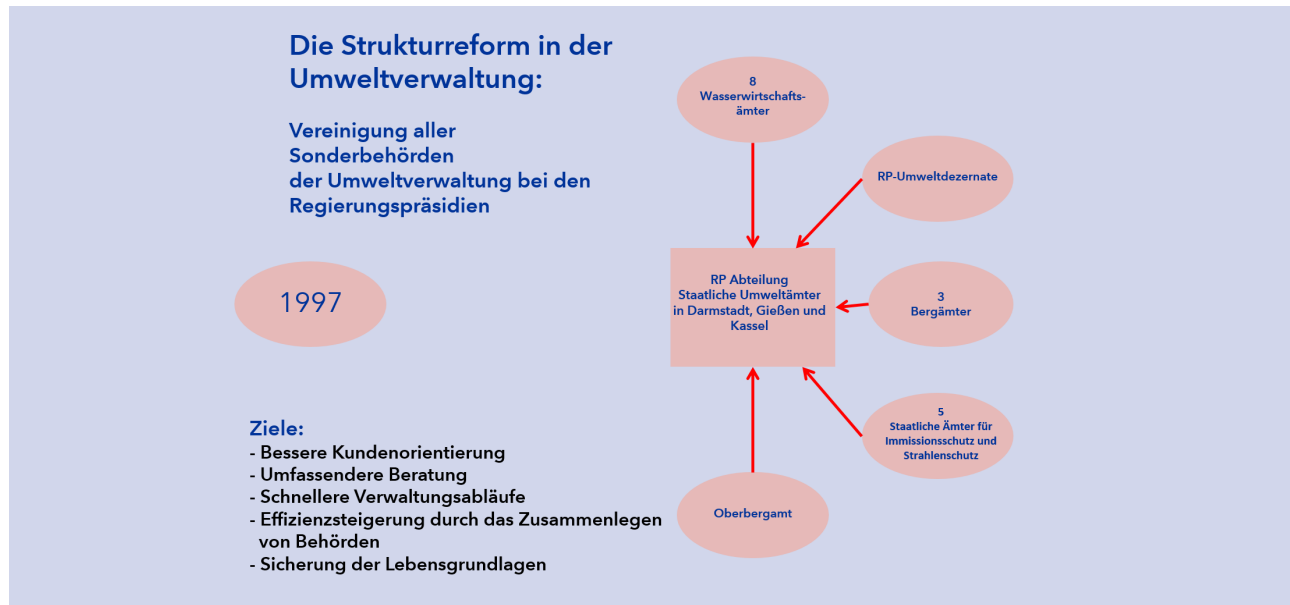 Die Strukturreform in der
Umweltverwaltung:
Vereinigung aller
Sonderbehörden
der Umweltverwaltung bei den
Regierungspräsidien
1997
Ziele:
- Bessere Kundenorientierung
- Umfassendere Beratung
- Schnellere Verwaltungsabläufe
- Effizienzsteigerung durch das Zusammenlegen
von Behörden
- Sicherung der Lebensgrundlagen
8
Wasserwirtschafts-
ämter
RP-Umweltdezernate
RP Abteilung
Staatliche Umweltämter
in Darmstadt, Gießen und
Kassel
3
Bergämter
5
Staatliche Ämter für
Immissionsschutz und
Strahlenschutz
Oberbergamt